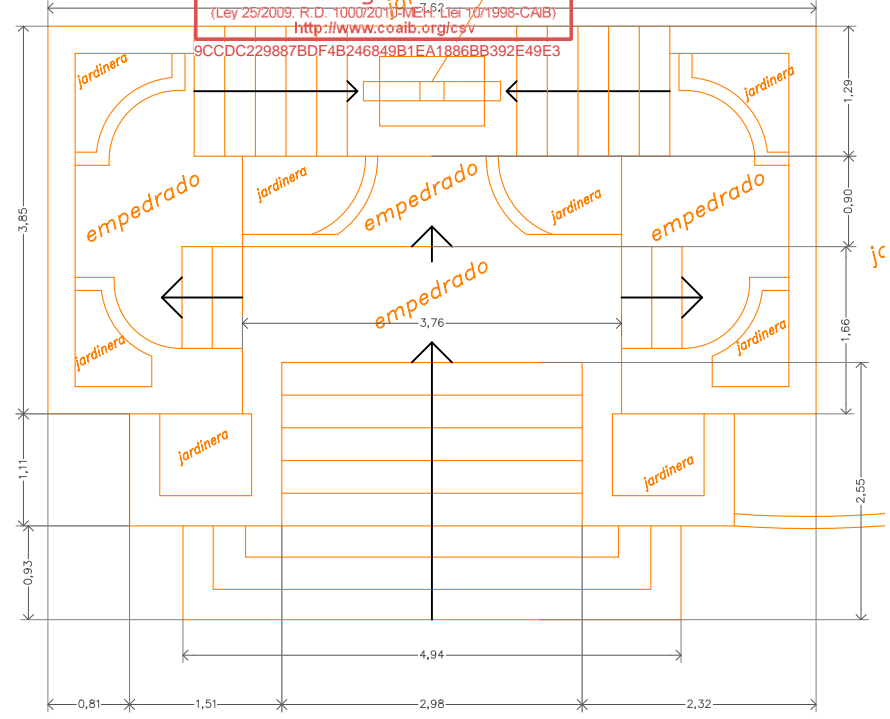 7,62
(Ley 25/2009. R.D. 1000/2010-MEH. Llei 10/1998-CAIB)
http://www.coaib.org/csv
9CCDC229887BDF4B246849B1EA1886BB392E49E3
jardinera
jardinera
1,29
jardinera
empedrado
jardinera
empedrado
empedrado
0,90
3,85
empedrado
3,76
jardinera
jardinera
1,66
jardinera
jardinera
1,11
2,55
0,93
4,94
0,81
1,51
2,98
2,32